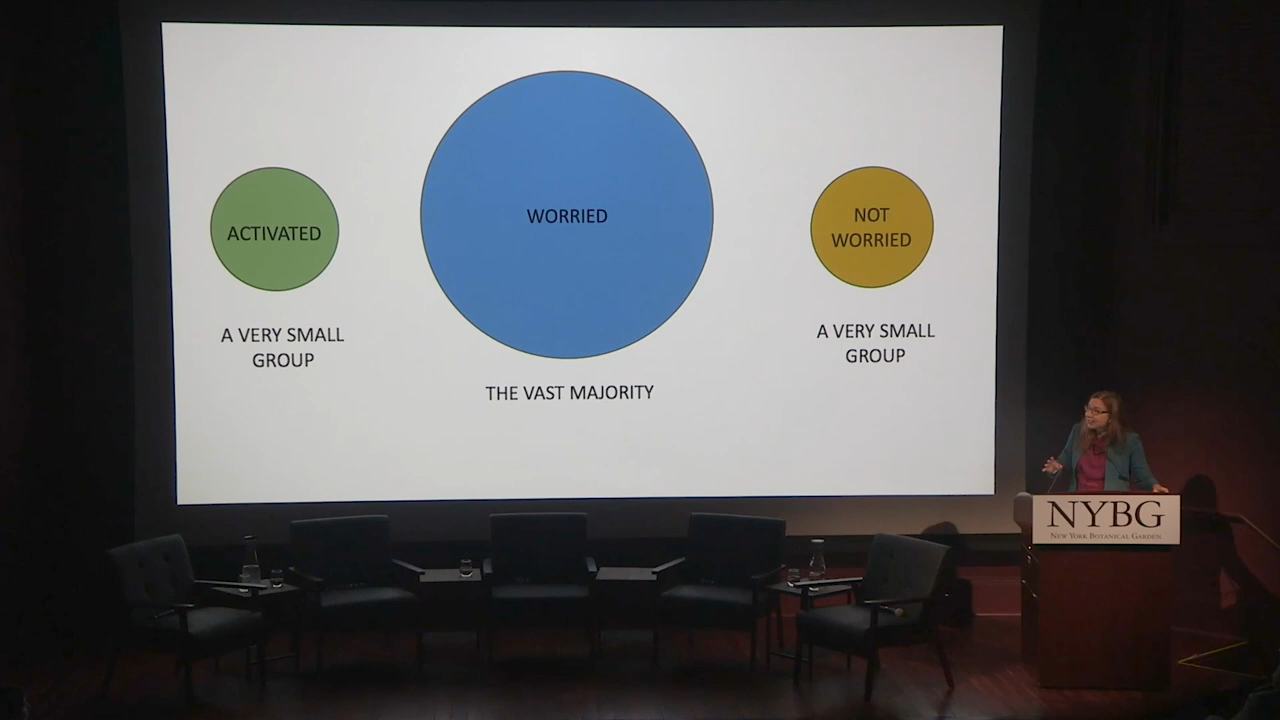 ACTIVATED
A VERY SMALL
GROUP
WORRIED
THE VAST MAJORITY
NOT
WORRIED
A VERY SMALL
GROUP
NYBG
NEW YORK BOTANICAL GARDEN